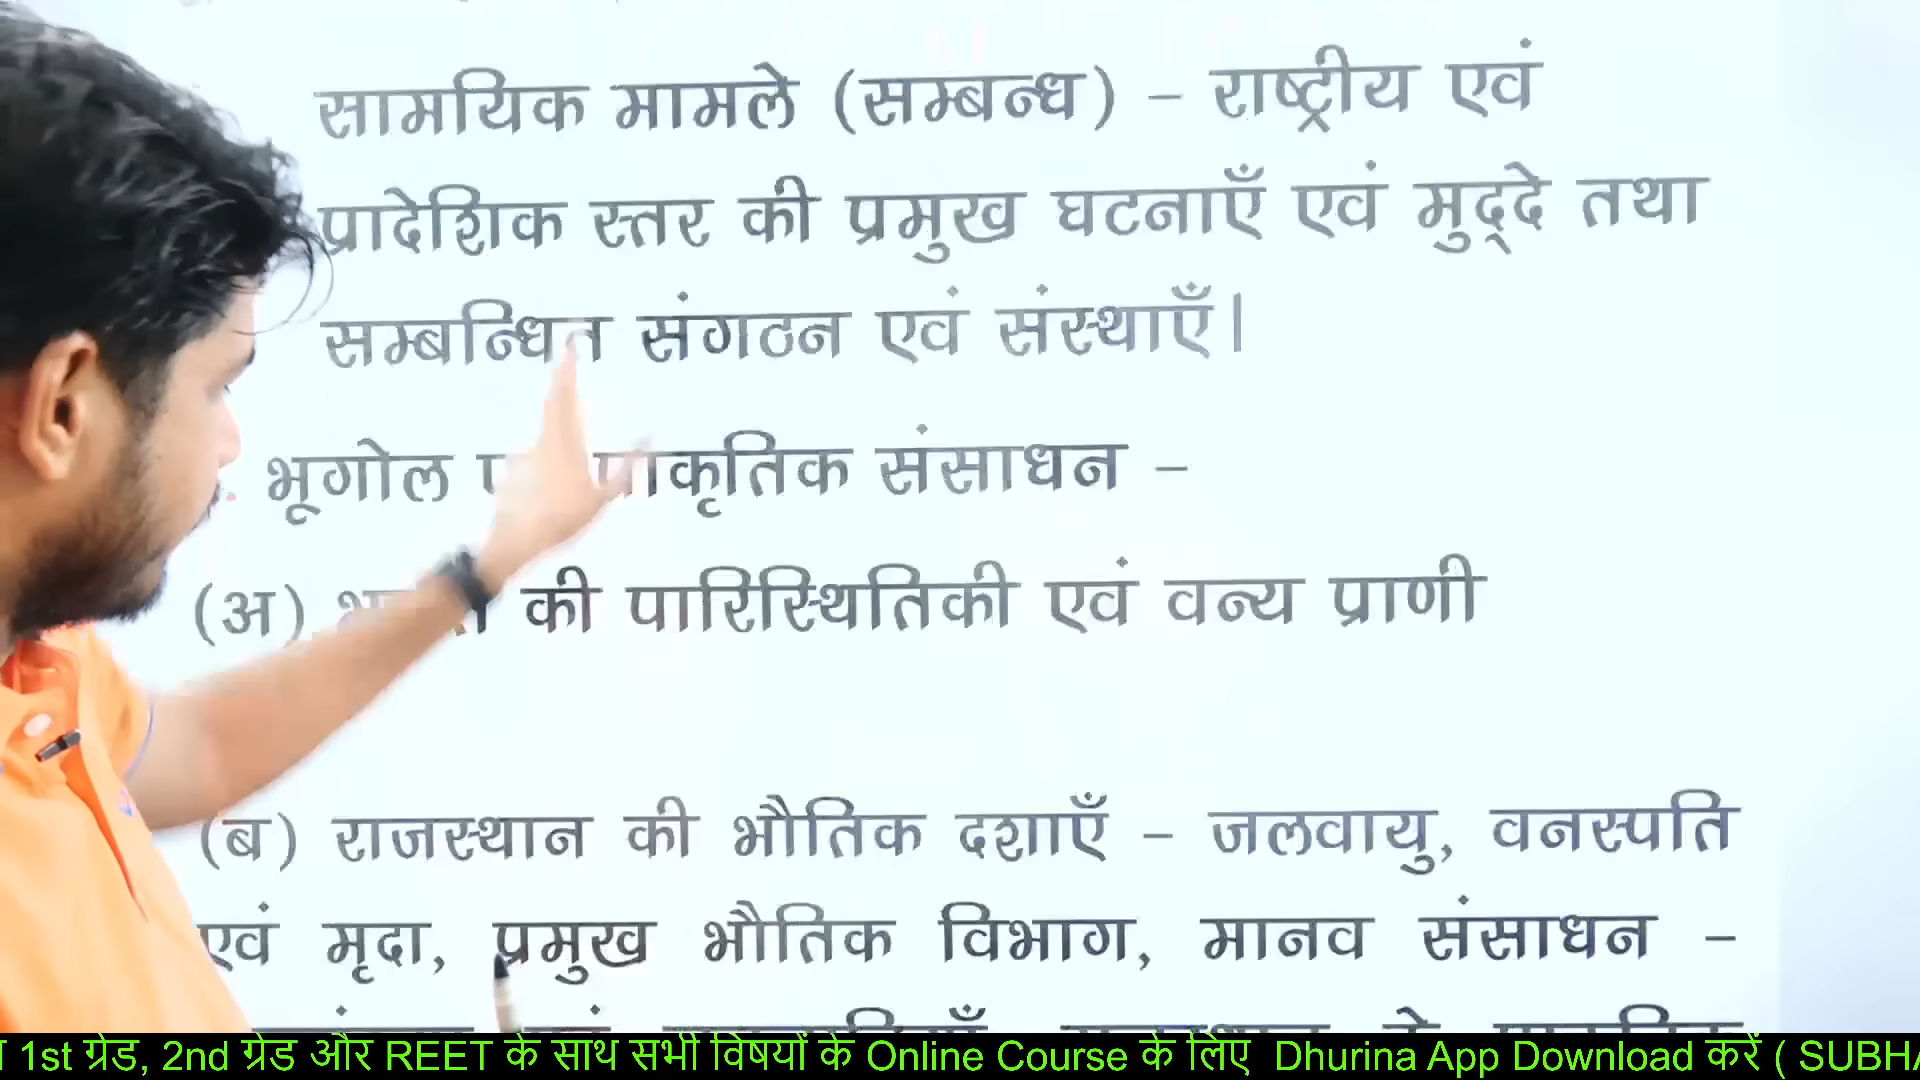 सामयिक मामले (सम्बन्ध) – राष्ट्रीय एवं
प्रादेशिक स्तर की प्रमुख घटनाएँ एवं मुद्दे तथा
सम्बन्धित संगठन एवं संस्थाएँ।
भूगोल प्राकृतिक संसाधन –
(अ) की पारिस्थितिकी एवं वन्य प्राणी
(ब) राजस्थान की भौतिक दशाएँ – जलवायु, वनस्पति
एवं मृदा, प्रमुख भौतिक विभाग, मानव संसाधन –
1st ग्रेड, 2nd ग्रेड और REET के साथ सभी विषयों के Online Course के लिए Dhurina App Download करें (